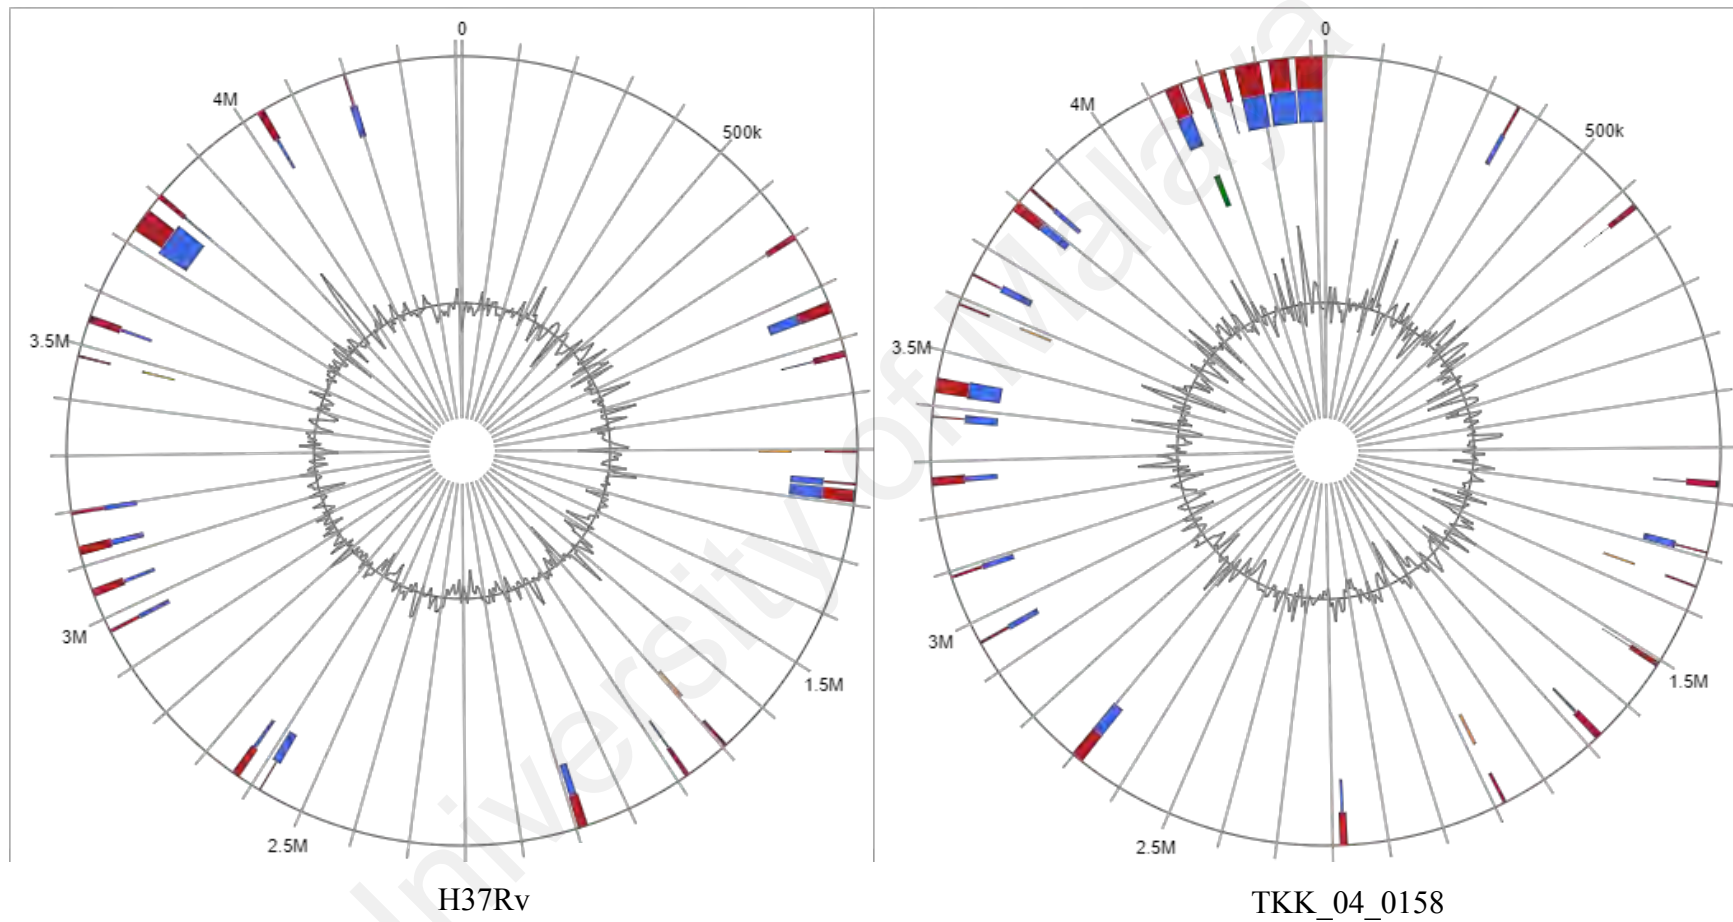 0
4M
500k
3.5M
3M
2.5M
1.5M
H37Rv
0
4M
500k
3.5M
3M
2.5M
1.5M
TKK_04_0158
University of Malaya